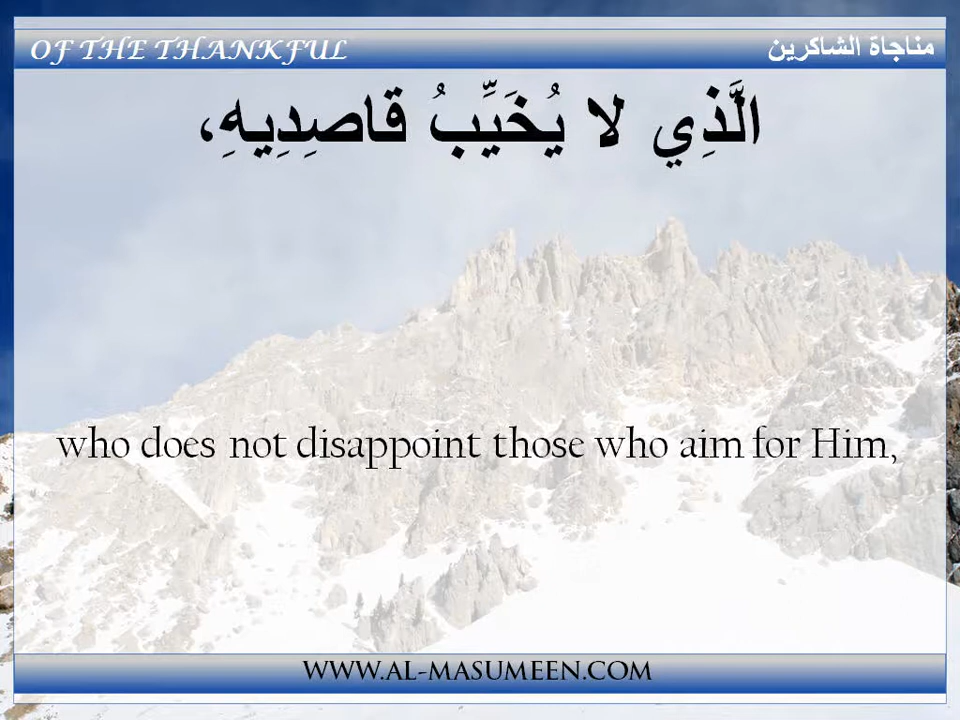 OF THE THANKFUL
مناجاة الشاكرين
الَّذِي لا يُخَيِّبُ قاصِدِيهِ،
who does not disappoint those who aim for Him,
WWW.AL-MASUMEEN.COM